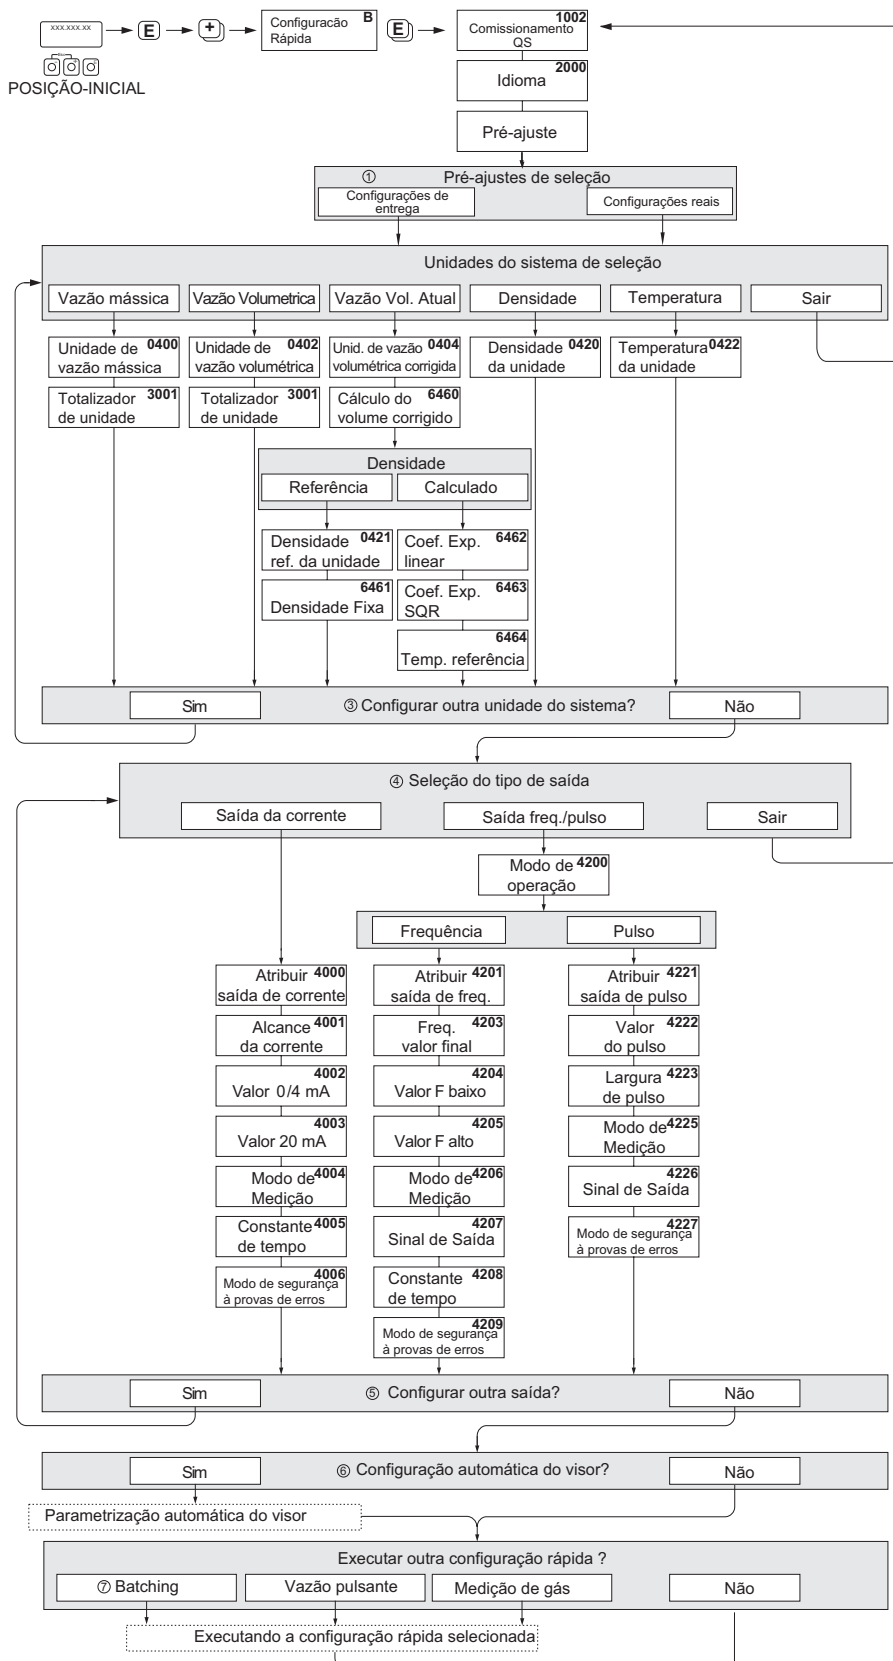 xxx.xxx.xx
E
+
Configuracão B
Rápida
E
1002
Comissionamento
QS
Esc
- + E
POSIÇÃO-INICIAL
2000
Idioma
Pré-ajuste
① Pré-ajustes de seleção
Configurações de
entrega
Configurações reais
Unidades do sistema de seleção
Vazão mássica
Vazão Volumetrica
Vazão Vol. Atual
Densidade
Temperatura
Sair
Unidade de 0400
vazão mássica
Unidade de 0402
vazão volumétrica
Unid. de vazão 0404
volumétrica corrigida
Densidade 0420
da unidade
Temperatura 0422
da unidade
Totalizador 3001
de unidade
Totalizador 3001
de unidade
Cálculo do 6460
volume corrigido
Densidade
Referência
Calculado
Densidade 0421
ref. da unidade
Coef. Exp. 6462
linear
6461
Densidade Fixa
Coef. Exp. 6463
SQR
6464
Temp. referência
Sim
③ Configurar outra unidade do sistema?
Não
④ Seleção do tipo de saída
Saída da corrente
Saída freq./pulso
Sair
Modo de 4200
operação
Frequência
Pulso
Atribuir 4000
saída de corrente
Atribuir 4201
saída de freq.
Atribuir 4221
saída de pulso
Alcance 4001
da corrente
Freq. 4203
valor final
Valor 4222
do pulso
4002
Valor 0/4 mA
4204
Valor F baixo
Largura 4223
de pulso
4003
Valor 20 mA
4205
Valor F alto
Modo de 4225
Medição
Modo de 4004
Medição
Modo de 4206
Medição
4226
Sinal de Saída
Constante 4005
de tempo
4207
Sinal de Saída
4227
Modo de segurança
à provas de erros
4006
Modo de segurança
à provas de erros
Constante 4208
de tempo
4209
Modo de segurança
à provas de erros
Sim
⑤ Configurar outra saída?
Não
Sim
⑥ Configuração automática do visor?
Não
Parametrização automática do visor
Executar outra configuração rápida ?
⑦ Batching
Vazão pulsante
Medição de gás
Não
Executando a configuração rápida selecionada